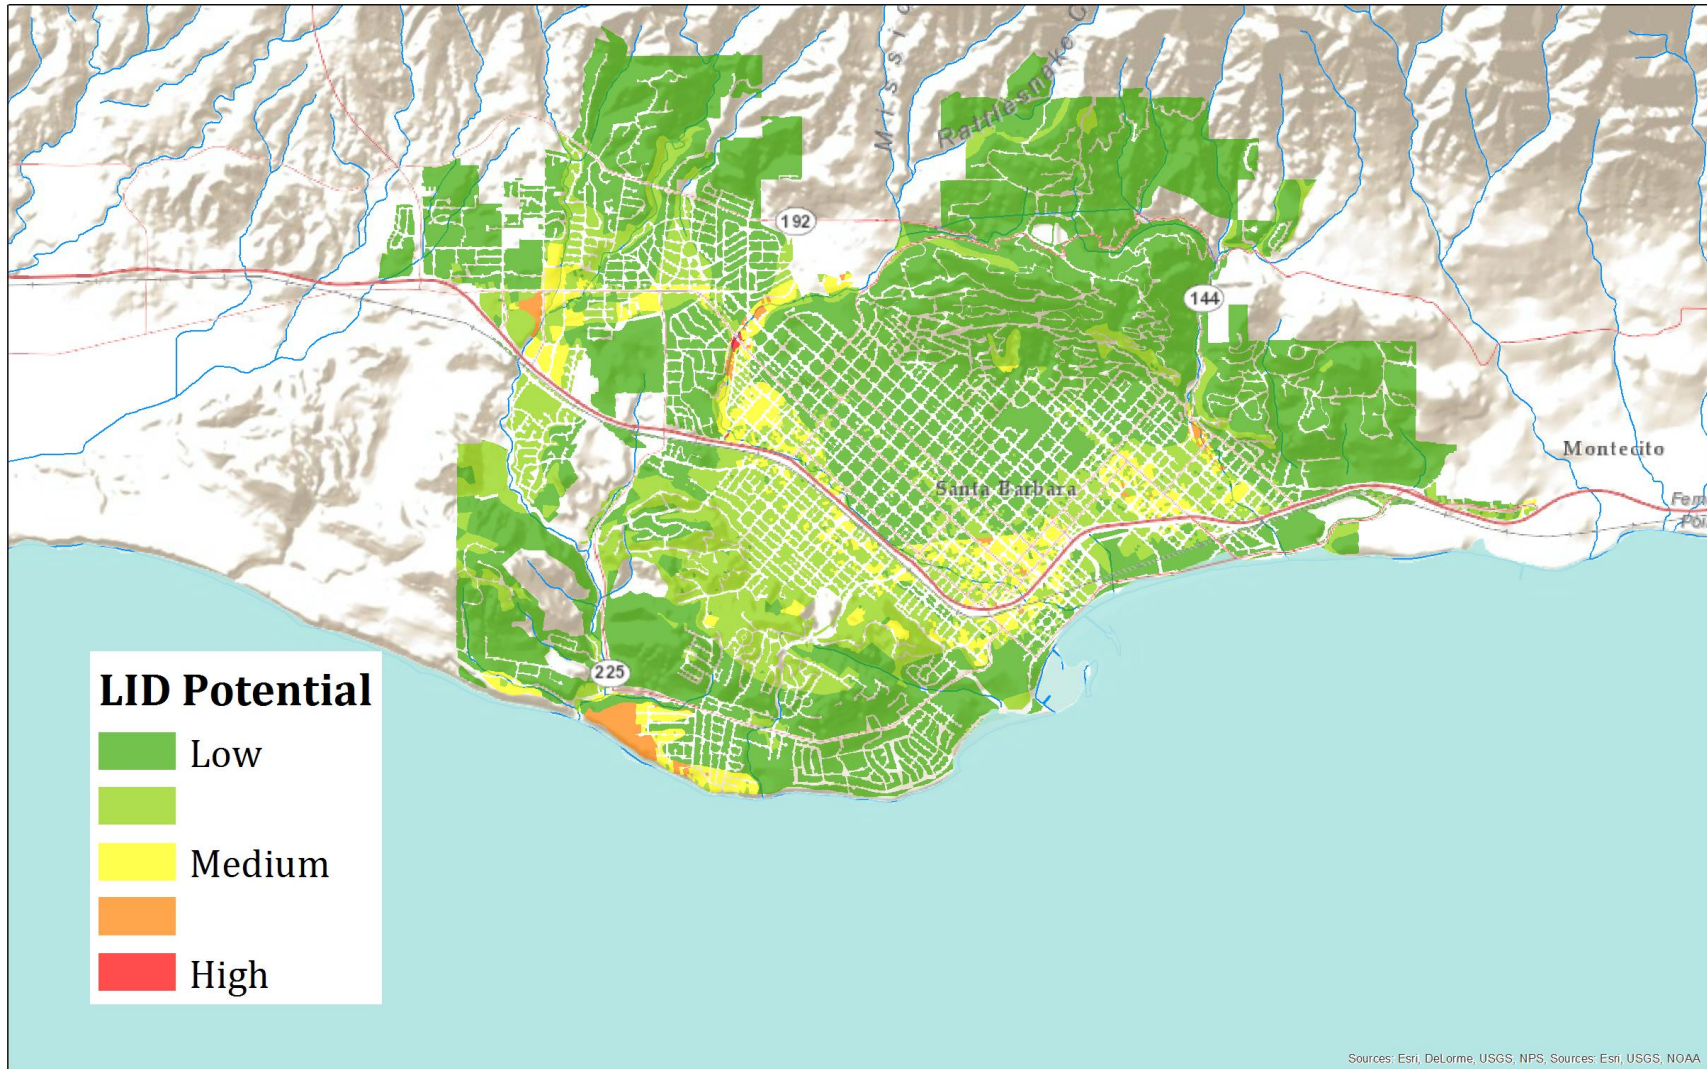 Missio
Rattlesnake C
192
144
Montecito
Santa Barbara
225
LID Potential
Low
Medium
High
Sources: Esri, DeLorme, USGS, NPS, Sources: Esri, USGS, NOAA